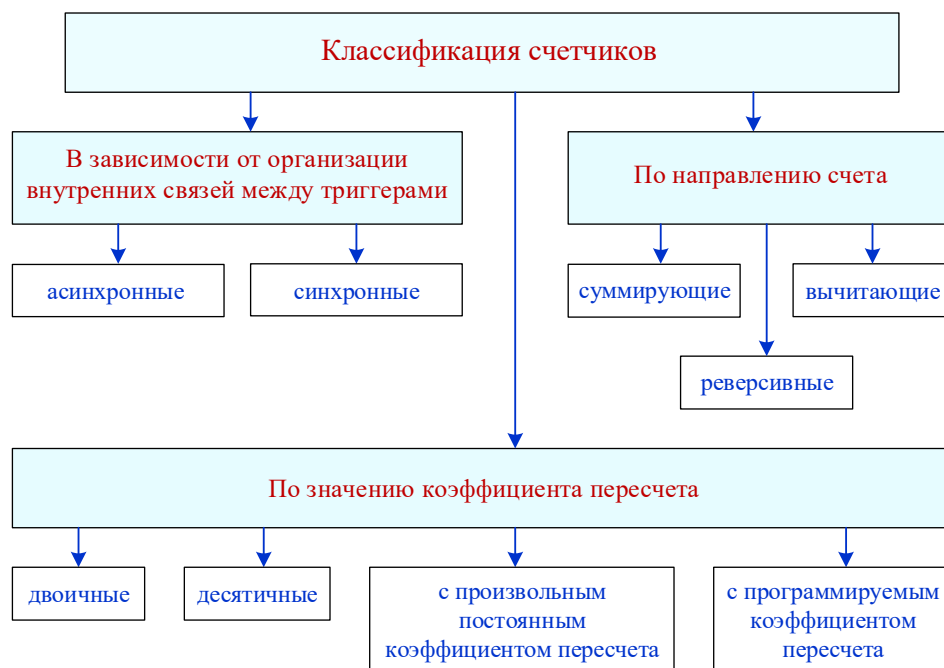 Классификация счетчиков
В зависимости от организации
внутренних связей между триггерами
По направлению счета
асинхронные
синхронные
суммирующие
вычитающие
реверсивные
По значению коэффициента пересчета
двоичные
десятичные
с произвольным
постоянным
коэффициентом пересчета
с программируемым
коэффициентом
пересчета